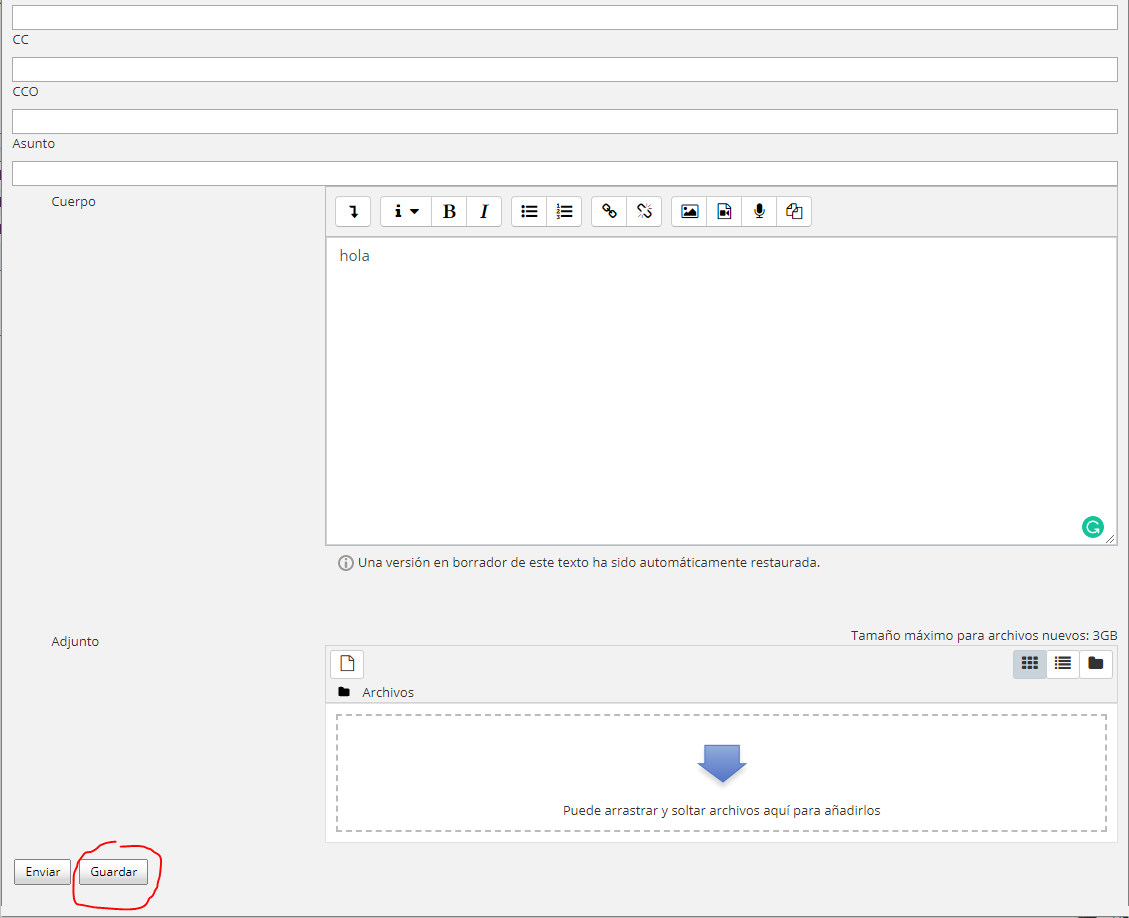 CC
CCO
Asunto
Cuerpo
B I
hola
Una versión en borrador de este texto ha sido automáticamente restaurada.
Tamaño máximo para archivos nuevos: 3GB
Adjunto
Archivos
Puede arrastrar y soltar archivos aquí para añadirlos
Enviar Guardar